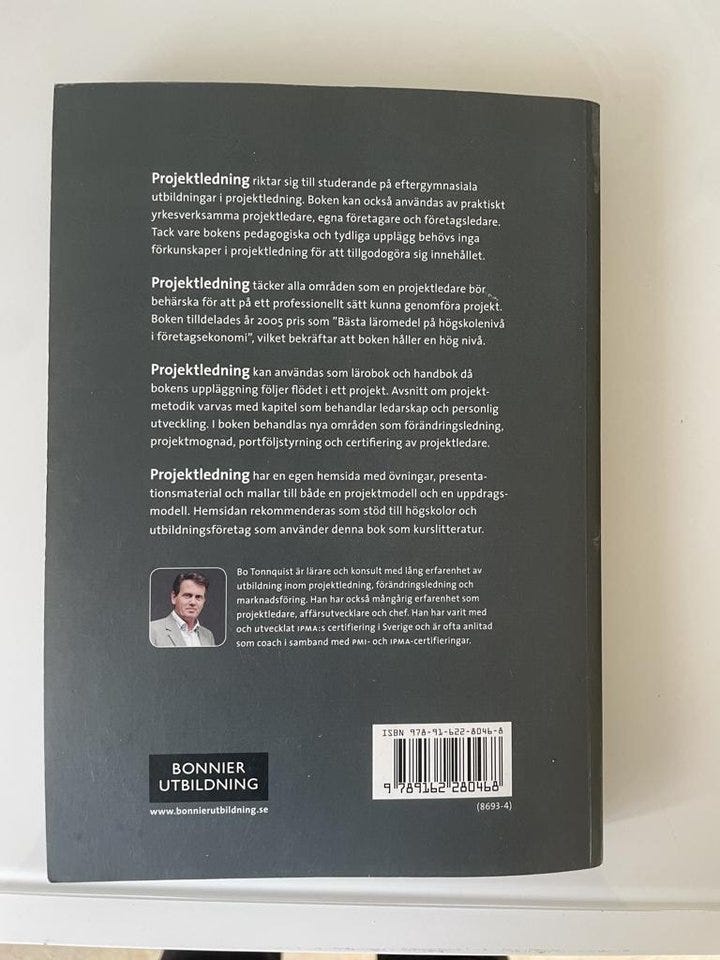 Projektledning riktar sig till studerande på eftergymnasiala
utbildningar i projektledning. Boken kan också användas av praktiskt
yrkesverksamma projektledare, egna företagare och företagsledare.
Tack vare bokens pedagogiska och tydliga upplägg behövs inga
förkunskaper i projektledning för att tillgodogöra sig innehållet.
Projektledning täcker alla områden som en projektledare bör
behärska för att på ett professionellt sätt kunna genomföra projekt.
Boken tilldelades år 2005 pris som "Bästa läromedel på högskolenivå
i företagsekonomi", vilket bekräftar att boken håller en hög nivå.
Projektledning kan användas som lärobok och handbok då
bokens uppläggning följer flödet i ett projekt. Avsnitt om projekt-
metodik varvas med kapitel som behandlar ledarskap och personlig
utveckling. I boken behandlas nya områden som förändringsledning,
projektmognad, portföljstyrning och certifiering av projektledare.
Projektledning har en egen hemsida med övningar, presenta-
tionsmaterial och mallar till både en projektmodell och en uppdrags-
modell. Hemsidan rekommenderas som stöd till högskolor och
utbildningsföretag som använder denna bok som kurslitteratur.
Bo Tonnquist är lärare och konsult med lång erfarenhet av
utbildning inom projektledning, förändringsledning och
marknadsföring. Han har också mångårig erfarenhet som
projektledare, affärsutvecklare och chef. Han har varit med
och utvecklat IPMA:s certifiering i Sverige och är ofta anlitad
som coach i samband med PMI- och IPMA-certifieringar.
ISBN 978-91-622-8046-8
9 789162 280468
(8693-4)
BONNIER
UTBILDNING
www.bonnierutbildning.se